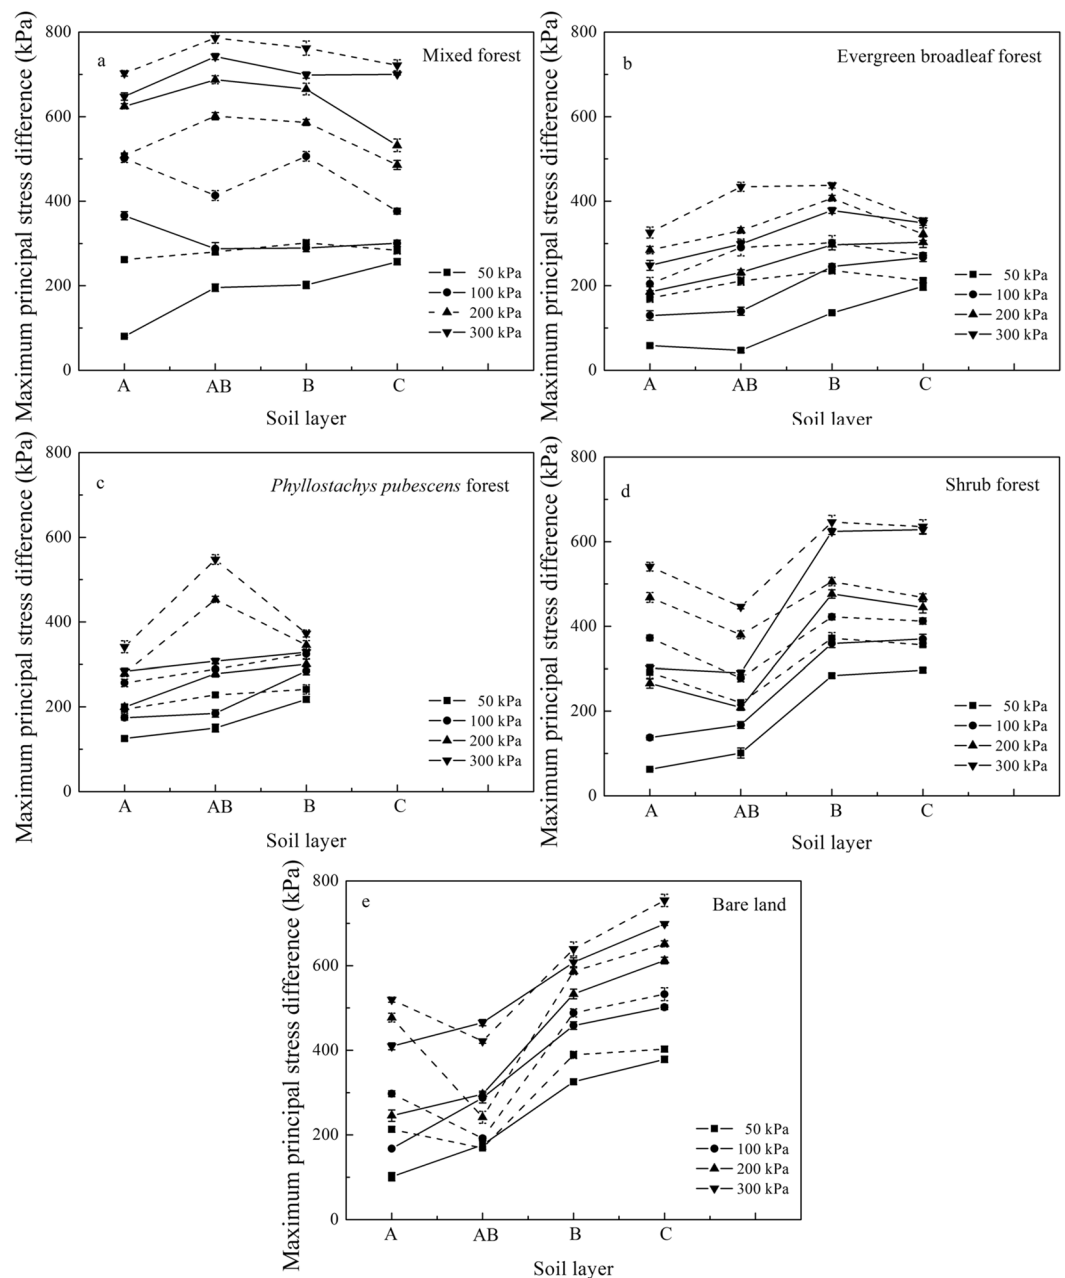 Maximum principal stress difference (kPa)
800
600
400
200
0
a
Mixed forest
50 kPa
100 kPa
200 kPa
300 kPa
A
AB
B
C
Soil layer
Maximum principal stress difference (kPa)
800
600
400
200
0
b
Evergreen broadleaf forest
50 kPa
100 kPa
200 kPa
300 kPa
A
AB
B
C
Soil layer
Maximum principal stress difference (kPa)
800
600
400
200
0
c
Phyllostachys pubescens forest
50 kPa
100 kPa
200 kPa
300 kPa
A
AB
B
C
Soil layer
Maximum principal stress difference (kPa)
800
600
400
200
0
d
Shrub forest
50 kPa
100 kPa
200 kPa
300 kPa
A
AB
B
C
Soil layer
Maximum principal stress difference (kPa)
800
600
400
200
0
e
Bare land
50 kPa
100 kPa
200 kPa
300 kPa
A
AB
B
C
Soil layer